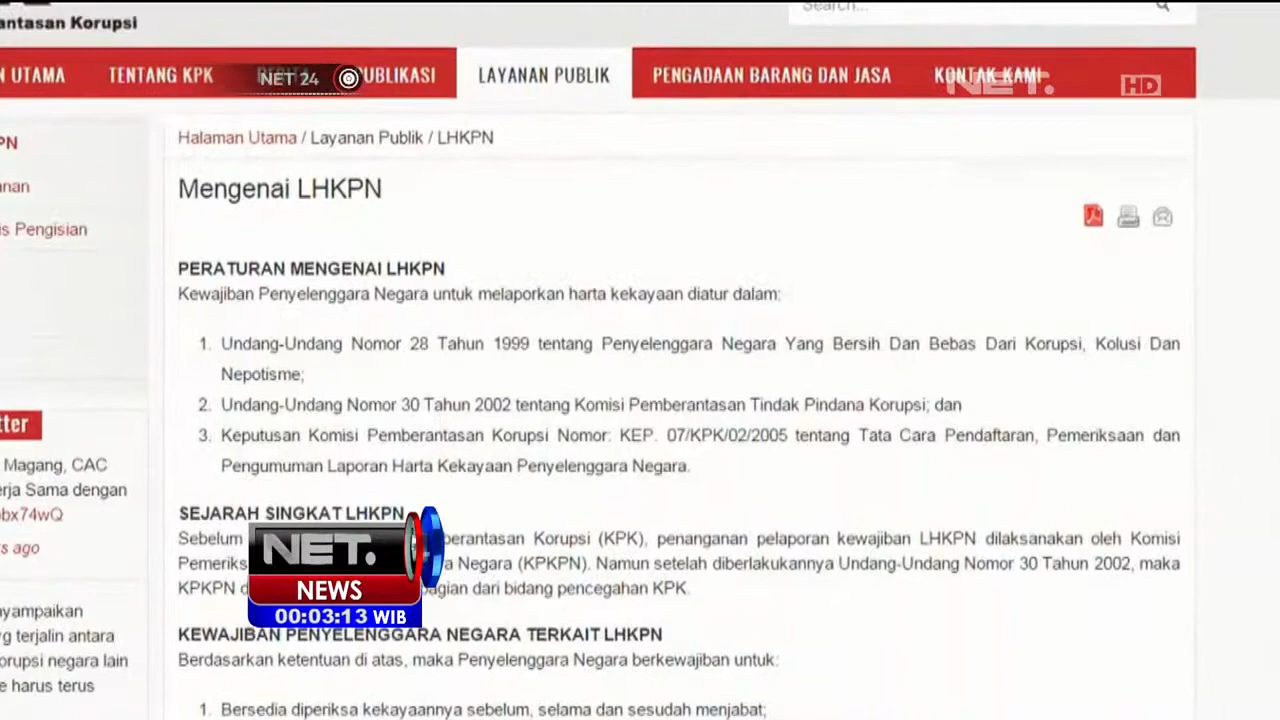 antasan Korupsi
Search...
N UTAMA TENTANG KPK PUBLIKASI LAYANAN PUBLIK PENGADAAN BARANG DAN JASA KONTAK KAMI
NET 24
NET.
HD
PN
Halaman Utama / Layanan Publik / LHKPN
anan
Mengenai LHKPN
is Pengisian
PERATURAN MENGENAI LHKPN
Kewajiban Penyelenggara Negara untuk melaporkan harta kekayaan diatur dalam:
1. Undang-Undang Nomor 28 Tahun 1999 tentang Penyelenggara Negara Yang Bersih Dan Bebas Dari Korupsi, Kolusi Dan
Nepotisme;
2. Undang-Undang Nomor 30 Tahun 2002 tentang Komisi Pemberantasan Tindak Pindana Korupsi; dan
3. Keputusan Komisi Pemberantasan Korupsi Nomor: KEP. 07/KPK/02/2005 tentang Tata Cara Pendaftaran, Pemeriksaan dan
Pengumuman Laporan Harta Kekayaan Penyelenggara Negara.
tter
Magang, CAC
erja Sama dengan
bx74wQ
s ago
SEJARAH SINGKAT LHKPN
Sebelum berantasan Korupsi (KPK), penanganan pelaporan kewajiban LHKPN dilaksanakan oleh Komisi
Pemeriks a Negara (KPKPN). Namun setelah diberlakukannya Undang-Undang Nomor 30 Tahun 2002, maka
KPKPN d agian dari bidang pencegahan KPK.
NET.
NEWS
00:03:13 WIB
KEWAJIBAN PENYELENGGARA NEGARA TERKAIT LHKPN
Berdasarkan ketentuan di atas, maka Penyelenggara Negara berkewajiban untuk:
1. Bersedia diperiksa kekayaannya sebelum, selama dan sesudah menjabat;
nyampaikan
g terjalin antara
orupsi negara lain
e harus terus